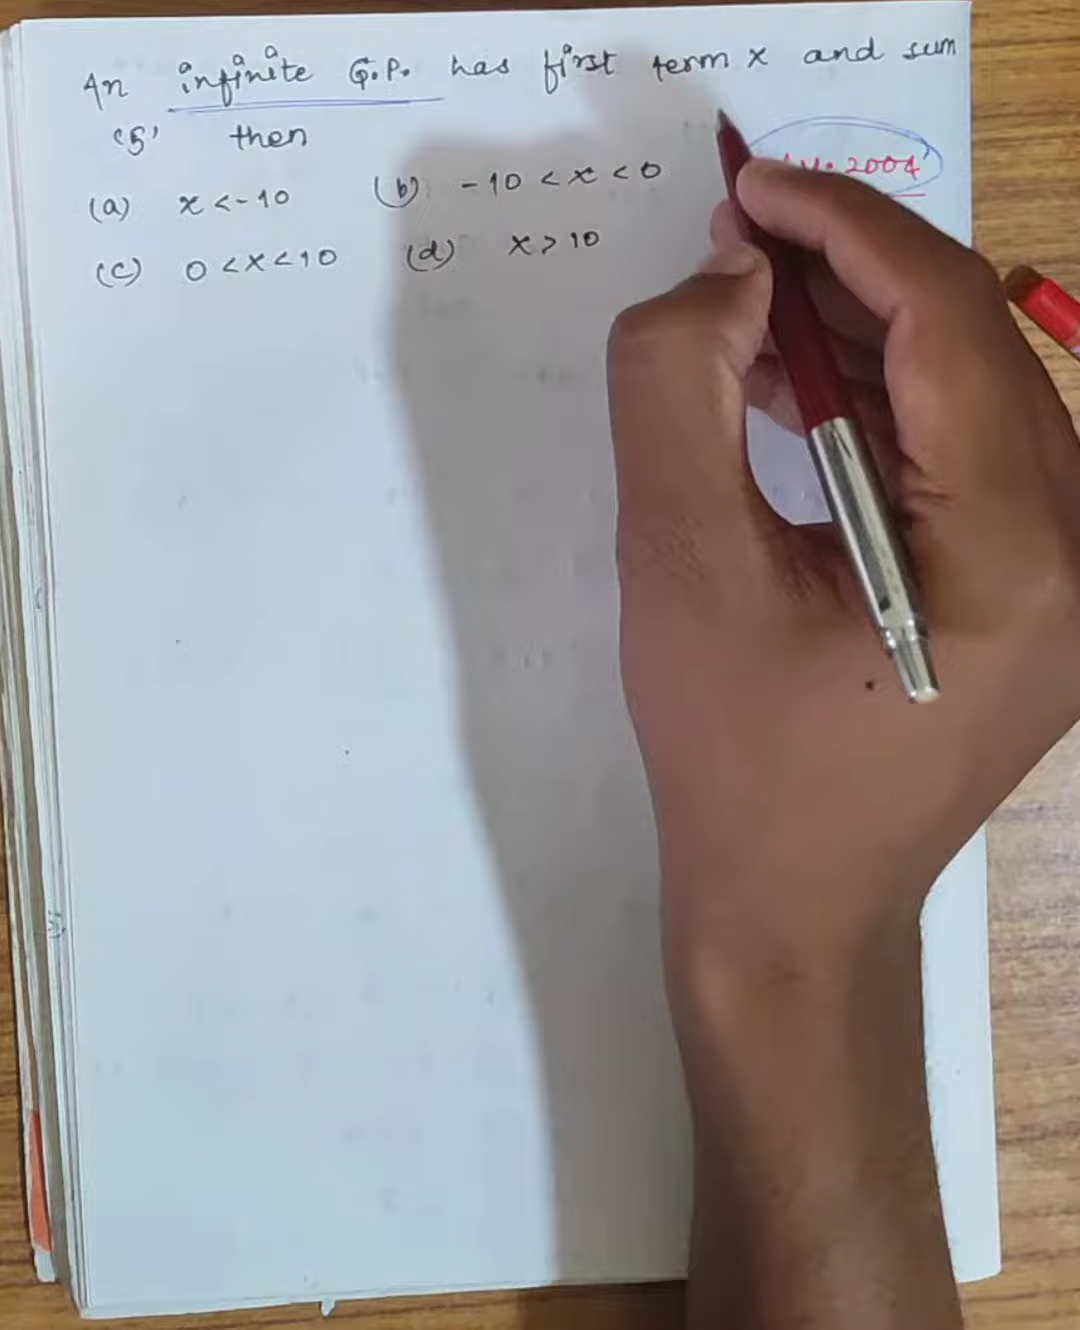 An infinite G.P. has first term x and sum
'5' then
(a) x < -10 (b) -10 < x < 0
2004'
(c) 0 < x < 10 (d) x > 10